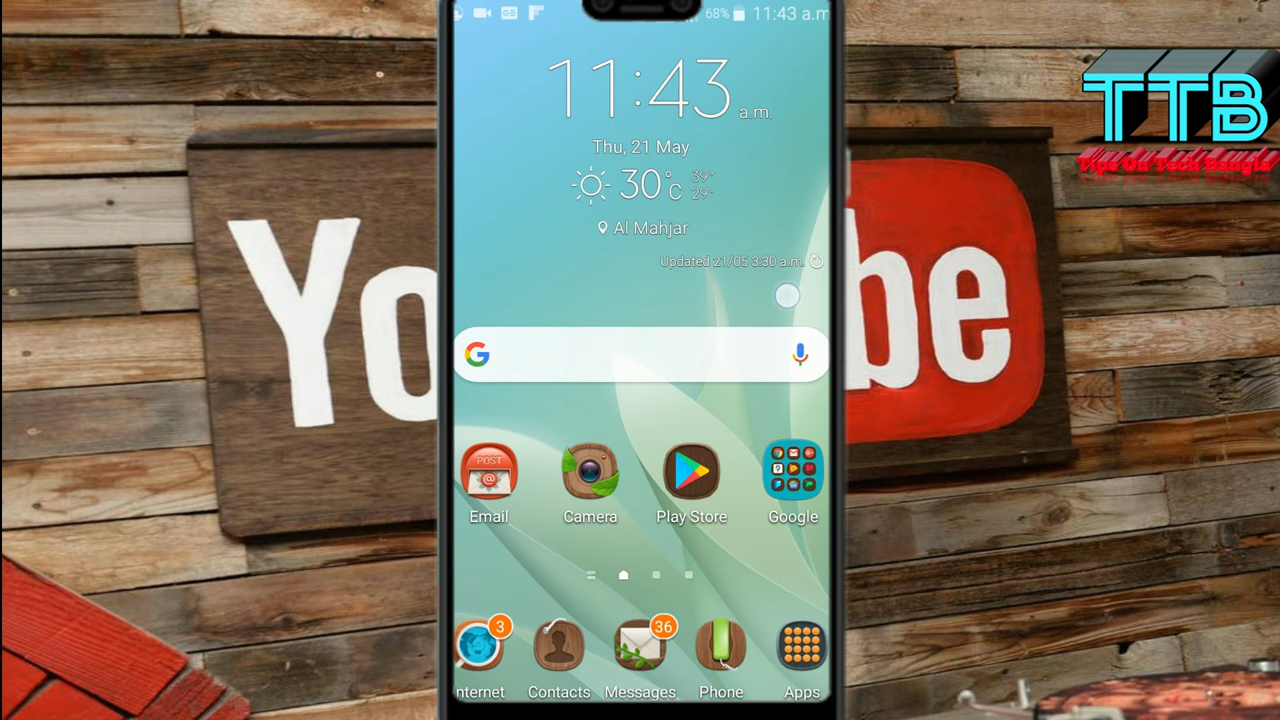 68% 11:43 a.m
11:43 a.m.
Thu, 21 May
30°C 39° 29°
Al Mahjar
Updated 21/05 3:30 a.m.
POST
@
Email
Camera
Play Store
Google
3
36
nternet
Contacts
Messages
Phone
Apps
Yo
be
TTB
Tips On Tech Bangla